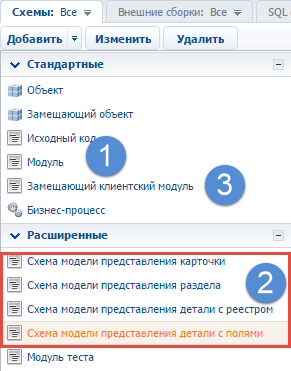 Схемы: Все Внешние сборки: Все SQL
Добавить Изменить Удалить
Стандартные
Объект
Замещающий объект
Исходный код
Модуль
1
Замещающий клиентский модуль
3
Бизнес-процесс
Расширенные
Схема модели представления карточки
Схема модели представления раздела
2
Схема модели представления детали с реестром
Схема модели представления детали с полями
Модуль теста